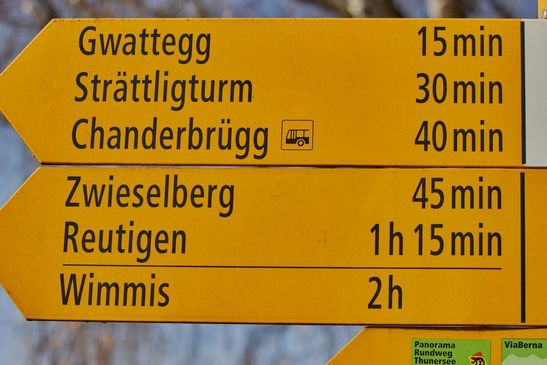 Gwattegg 15 min
Strättligturm 30 min
Chanderbrügg 40 min
Zwieselberg 45 min
Reutigen 1 h 15 min
Wimmis 2 h
Panorama ViaBerna
Rundweg
Thunersee